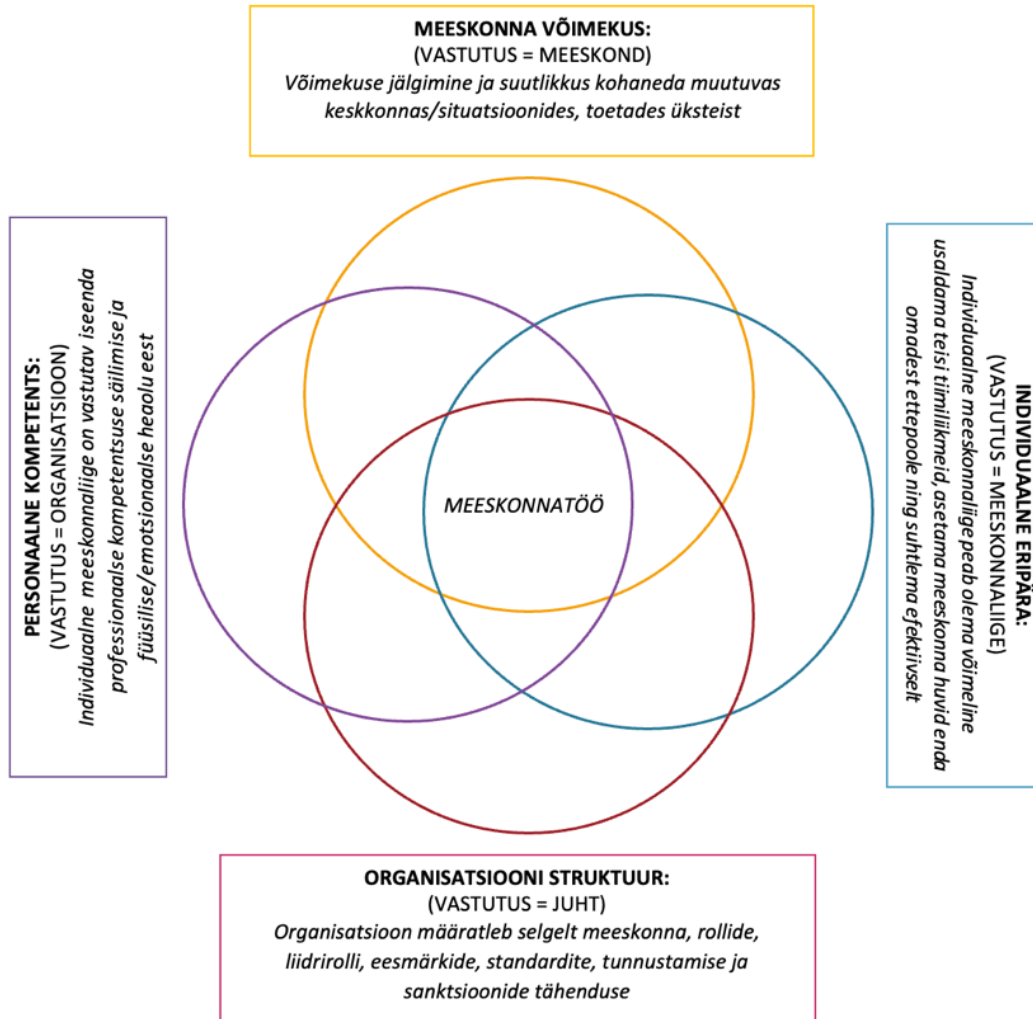 MEESKONNA VÕIMEKUS:
(VASTUTUS = MEESKOND)
Võimekuse jälgimine ja suutlikkus kohaneda muutuvas
keskkonnas/situatsioonides, toetades üksteist
PERSONAALNE KOMPETENTS:
(VASTUTUS = ORGANISATSIOON)
Individuaalne meeskonnaliige on vastutav iseenda
professionaalse kompetentsuse säilimise ja
füüsilise/emotsionaalse heaolu eest
MEESKONNATÖÖ
INDIVIDUAALNE ERIPÄRA:
(VASTUTUS = MEESKONNALIIGE)
Individuaalne meeskonnaliige peab olema võimeline
usaldama teisi tiimiliikmeid, asetama meeskonna huvid enda
omadest ettepoole ning suhtlema efektiivselt
ORGANISATSIOONI STRUKTUUR:
(VASTUTUS = JUHT)
Organisatsioon määratleb selgelt meeskonna, rollide,
liidrirolli, eesmärkide, standardite, tunnustamise ja
sanktsioonide tähenduse